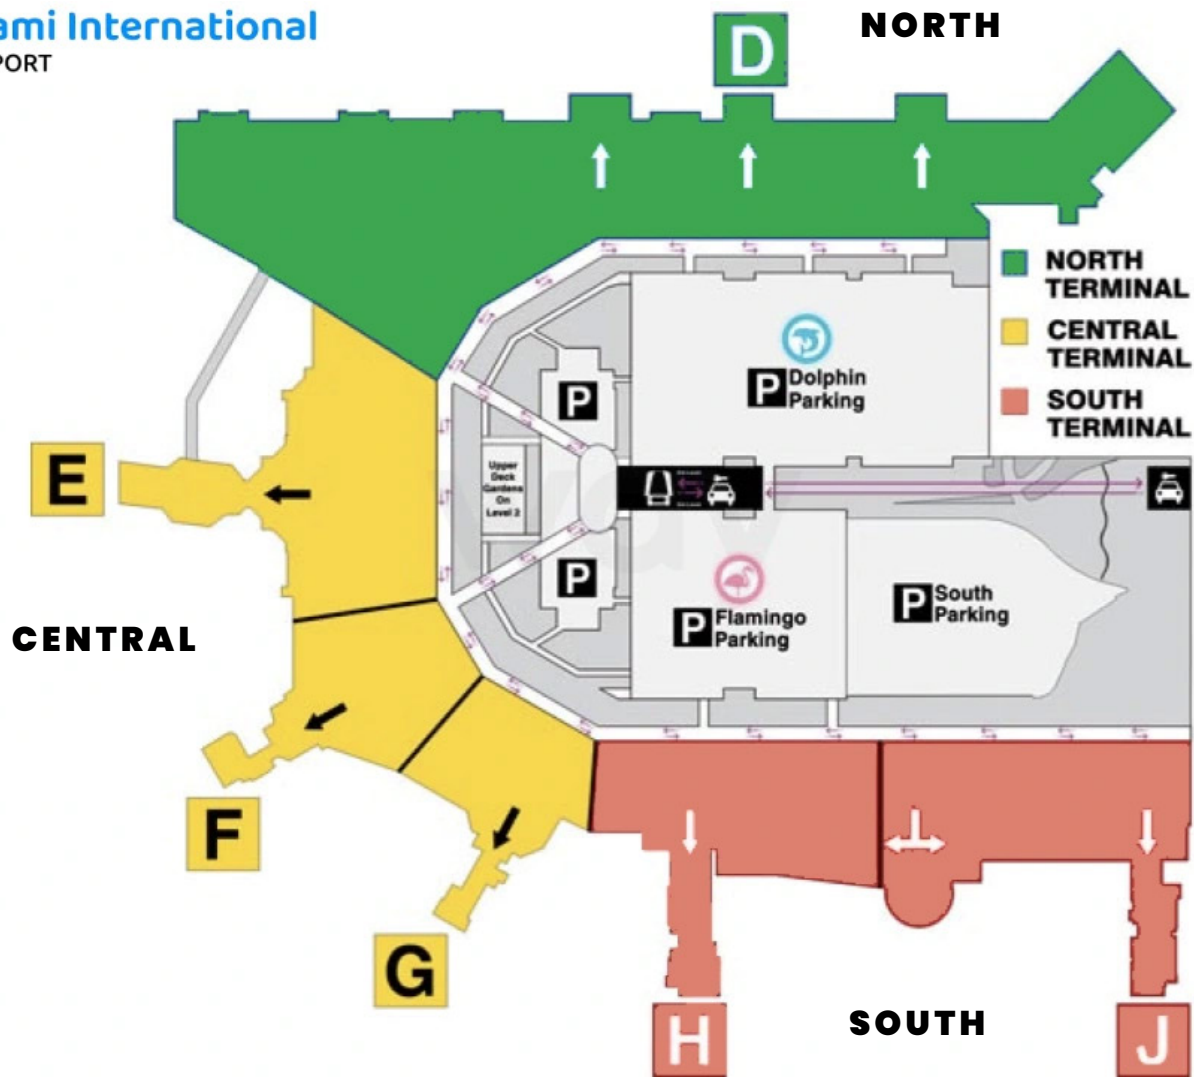 ami International
PORT
NORTH
D
NORTH
TERMINAL
CENTRAL
TERMINAL
SOUTH
TERMINAL
P
Dolphin
Parking
P
E
Upper
Deck
Gardens
On
Level 2
P
P
Flamingo
Parking
P
South
Parking
CENTRAL
F
G
H
SOUTH
J